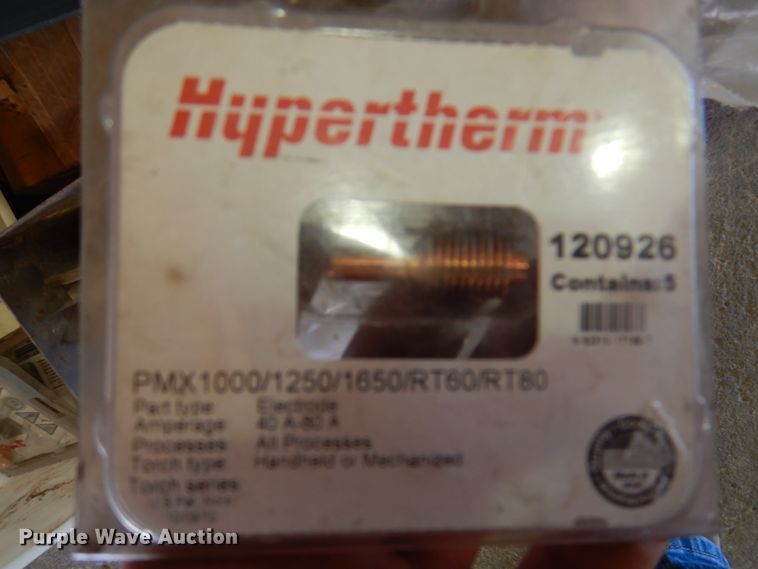 Hypertherm
120926
Contains:5
PMX1000/1250/1650/RT60/RT80
Part type: Electrode
Amperage: 40 A-80 A
Processes: All Processes
Torch type: Handheld or Mechanized
Torch series:
Purple Wave Auction